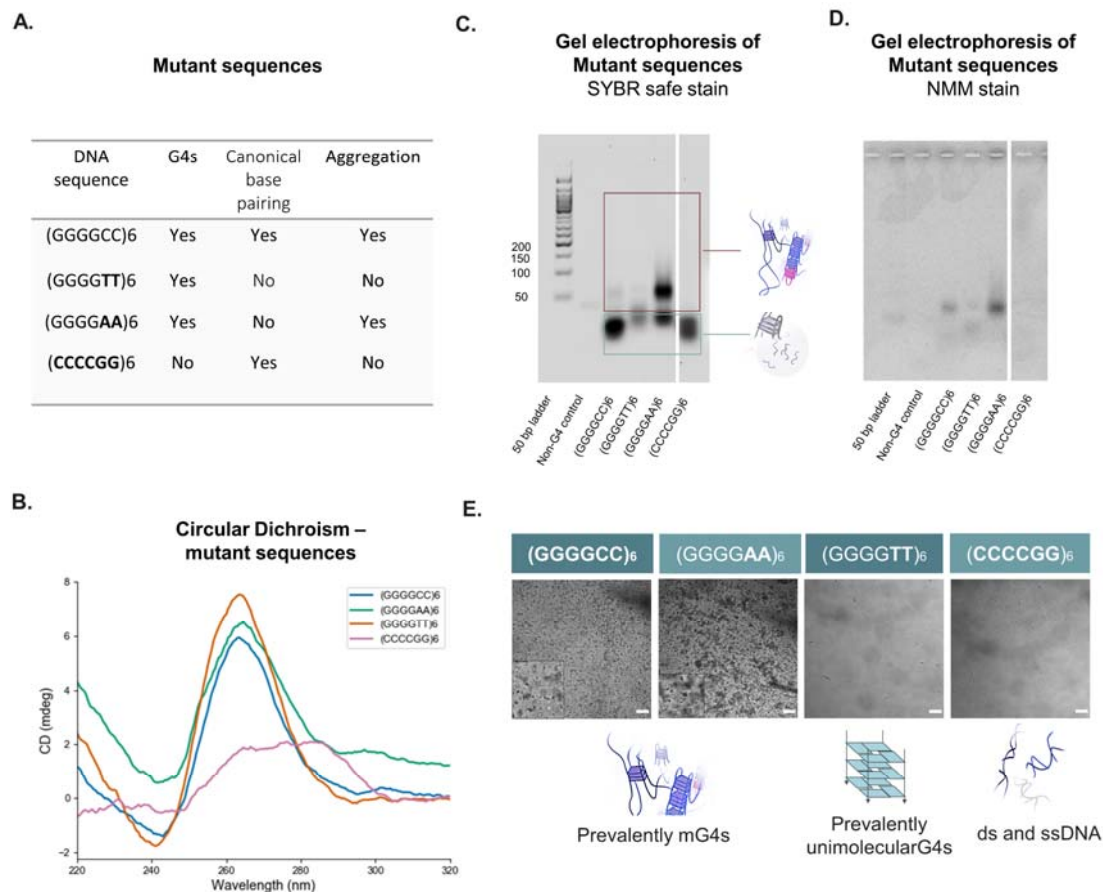 A.
Mutant sequences
DNA sequence G4s Canonical base pairing Aggregation
(GGGGCC)6 Yes Yes Yes
(GGGGTT)6 Yes No No
(GGGGAA)6 Yes No Yes
(CCCCGG)6 No Yes No
B.
Circular Dichroism –
mutant sequences
8
6
4
2
0
−2
CD (mdeg)
(GGGGCC)6
(GGGGAA)6
(GGGGTT)6
(CCCCGG)6
220 240 260 280 300 320
Wavelength (nm)
C.
Gel electrophoresis of
Mutant sequences
SYBR safe stain
200
150
100
50
50 bp ladder
Non-G4 control
(GGGGCC)6
(GGGGTT)6
(GGGGAA)6
(CCCCGG)6
D.
Gel electrophoresis of
Mutant sequences
NMM stain
50 bp ladder
Non-G4 control
(GGGGCC)6
(GGGGTT)6
(GGGGAA)6
(CCCCGG)6
E.
(GGGGCC)6 (GGGGAA)6 (GGGGTT)6 (CCCCGG)6
Prevalently mG4s
Prevalently
unimolecularG4s
ds and ssDNA